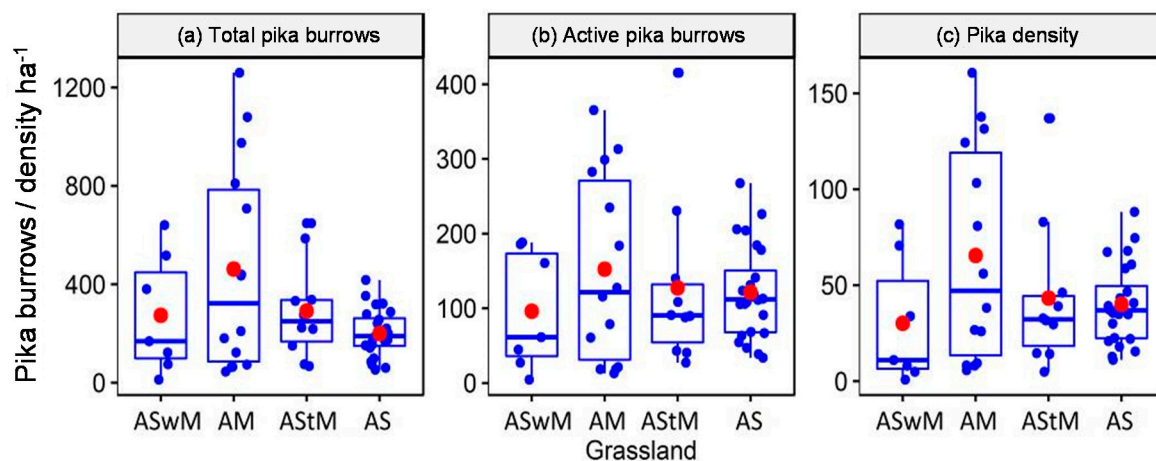 (a) Total pika burrows
(b) Active pika burrows
(c) Pika density
Pika burrows / density ha⁻¹
1200
800
400
0
400
300
200
100
0
150
100
50
0
ASwM AM AStM AS
ASwM AM AStM AS
ASwM AM AStM AS
Grassland